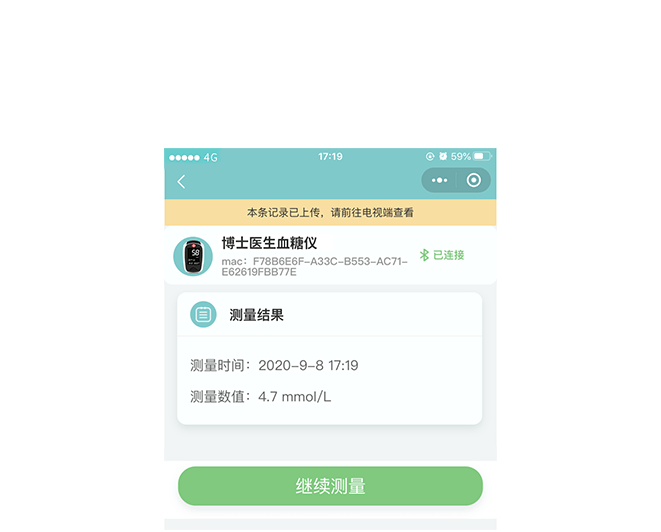 4G 17:19 59%
本条记录已上传，请前往电视端查看
博士医生血糖仪
mac：F78B6E6F-A33C-B553-AC71-
E62619FBB77E
已连接
测量结果
测量时间：2020-9-8 17:19
测量数值：4.7 mmol/L
继续测量